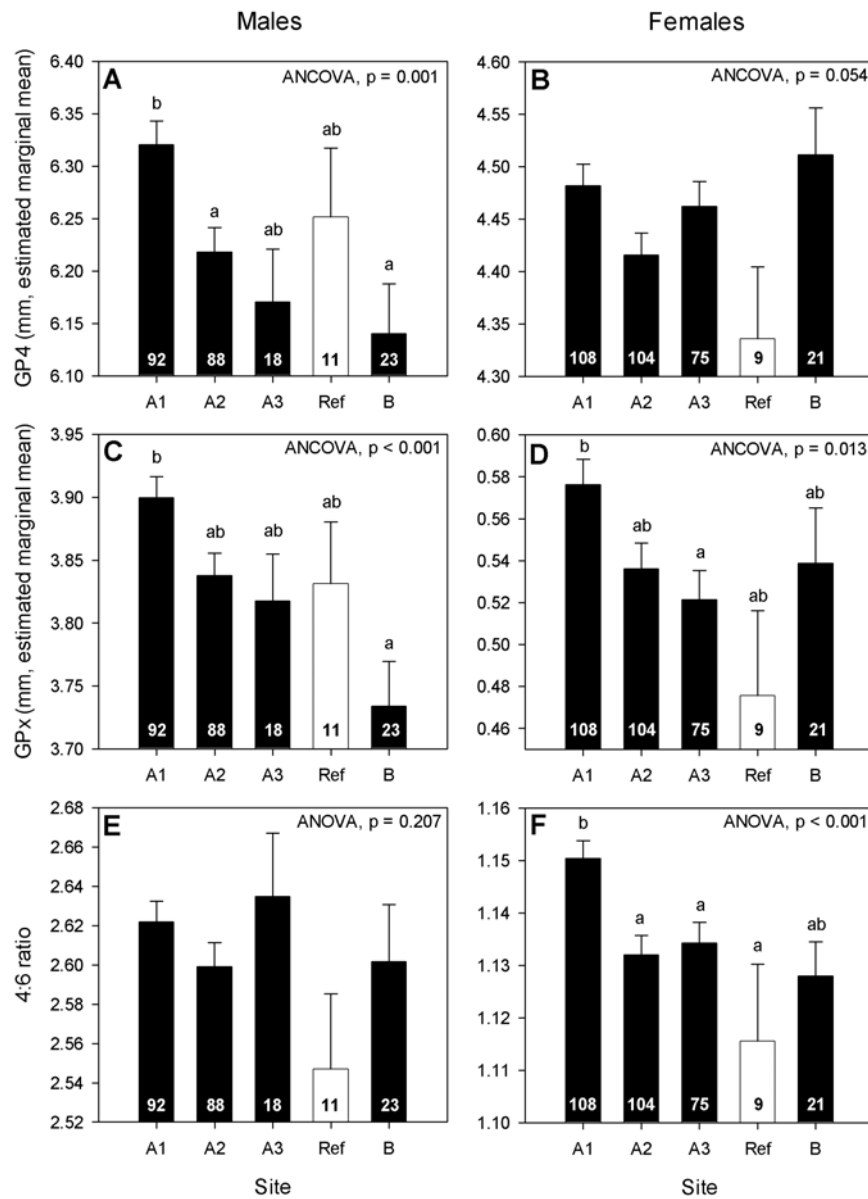 Males Females
A ANCOVA, p = 0.001
GP4 (mm, estimated marginal mean)
6.40
6.35
6.30
6.25
6.20
6.15
6.10
b a ab ab a
92 88 18 11 23
A1 A2 A3 Ref B
B ANCOVA, p = 0.054
4.60
4.55
4.50
4.45
4.40
4.35
4.30
108 104 75 9 21
A1 A2 A3 Ref B
C ANCOVA, p < 0.001
GPx (mm, estimated marginal mean)
3.95
3.90
3.85
3.80
3.75
3.70
b ab ab ab a
92 88 18 11 23
A1 A2 A3 Ref B
D ANCOVA, p = 0.013
0.60
0.58
0.56
0.54
0.52
0.50
0.48
0.46
b ab a ab ab
108 104 75 9 21
A1 A2 A3 Ref B
E ANOVA, p = 0.207
4:6 ratio
2.68
2.66
2.64
2.62
2.60
2.58
2.56
2.54
2.52
92 88 18 11 23
A1 A2 A3 Ref B
Site
F ANOVA, p < 0.001
1.16
1.15
1.14
1.13
1.12
1.11
1.10
b a a a ab
108 104 75 9 21
A1 A2 A3 Ref B
Site